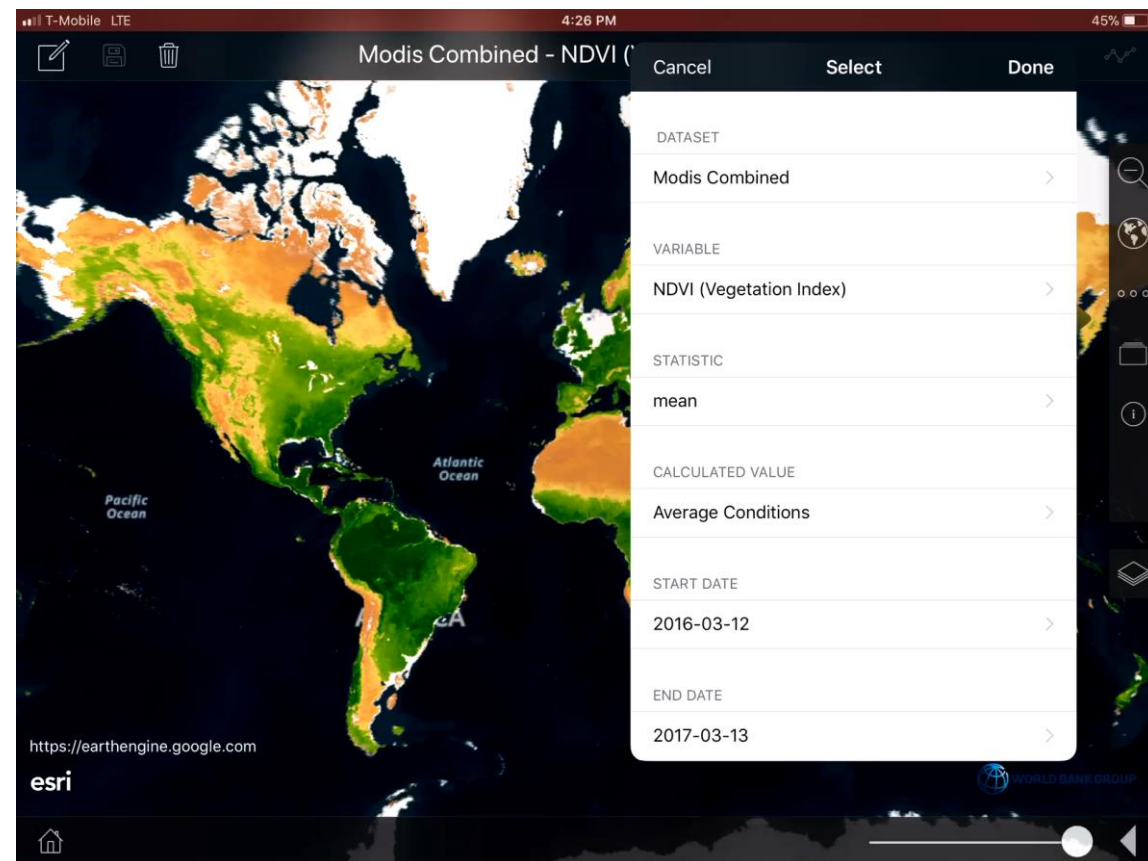 T-Mobile LTE 4:26 PM 45%
Modis Combined - NDVI (
Cancel Select Done
DATASET
Modis Combined
VARIABLE
NDVI (Vegetation Index)
STATISTIC
mean
CALCULATED VALUE
Average Conditions
START DATE
2016-03-12
END DATE
2017-03-13
Atlantic
Ocean
Pacific
Ocean
https://earthengine.google.com
esri
WORLD BANK GROUP